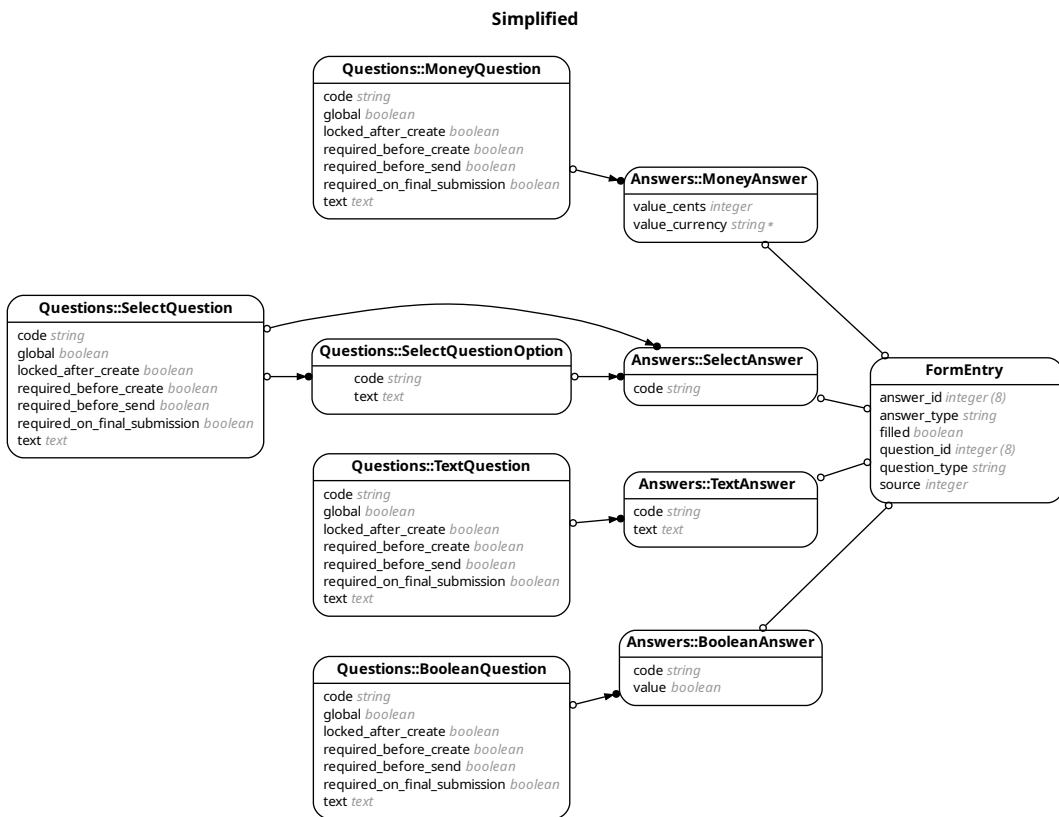 Simplified
Questions::MoneyQuestion
code string
global boolean
locked_after_create boolean
required_before_create boolean
required_before_send boolean
required_on_final_submission boolean
text text
Answers::MoneyAnswer
value_cents integer
value_currency string *
Questions::SelectQuestion
code string
global boolean
locked_after_create boolean
required_before_create boolean
required_before_send boolean
required_on_final_submission boolean
text text
Questions::SelectQuestionOption
code string
text text
Answers::SelectAnswer
code string
FormEntry
answer_id integer (8)
answer_type string
filled boolean
question_id integer (8)
question_type string
source integer
Questions::TextQuestion
code string
global boolean
locked_after_create boolean
required_before_create boolean
required_before_send boolean
required_on_final_submission boolean
text text
Answers::TextAnswer
code string
text text
Answers::BooleanAnswer
code string
value boolean
Questions::BooleanQuestion
code string
global boolean
locked_after_create boolean
required_before_create boolean
required_before_send boolean
required_on_final_submission boolean
text text